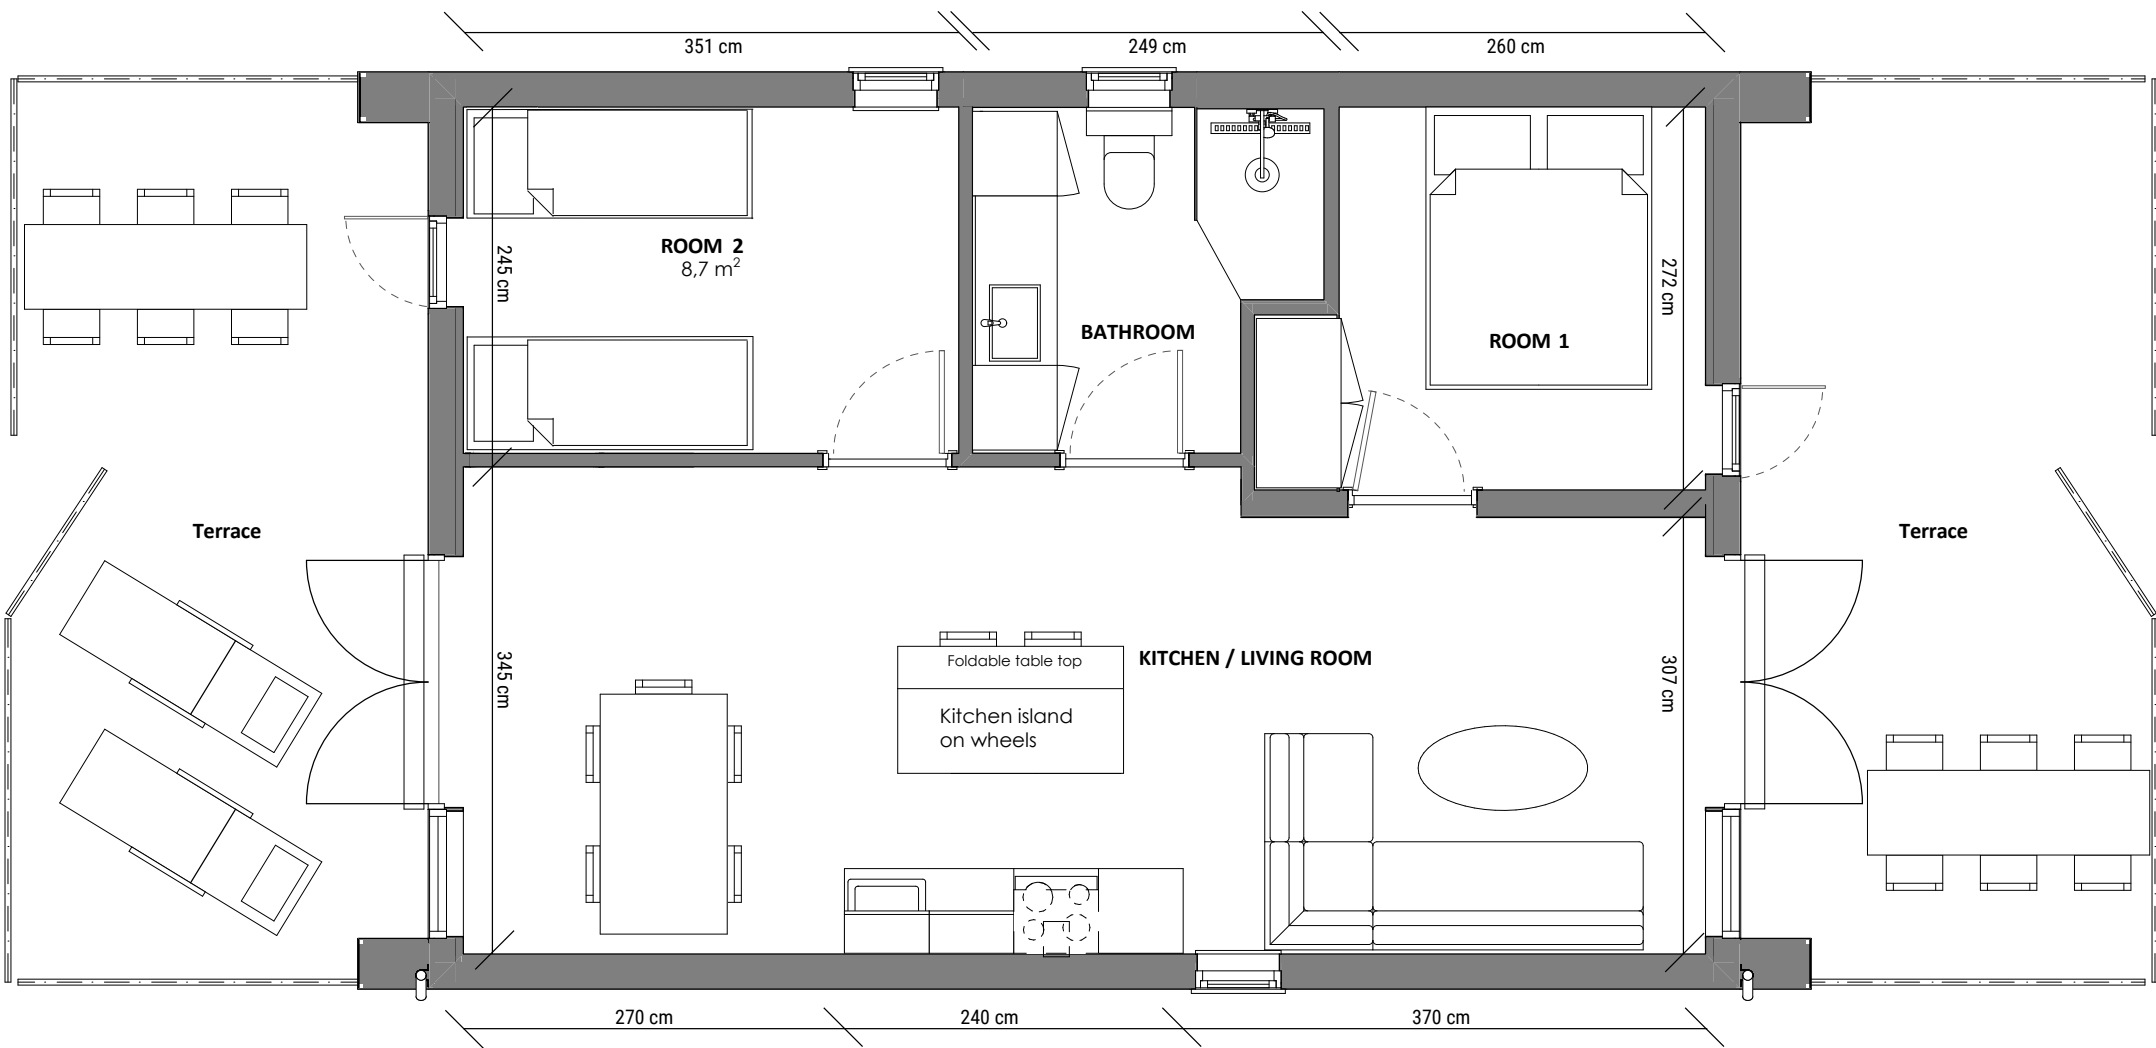 351 cm
249 cm
260 cm
ROOM 2
8,7 m²
245 cm
272 cm
BATHROOM
ROOM 1
Terrace
Terrace
345 cm
Foldable table top
KITCHEN / LIVING ROOM
307 cm
Kitchen island
on wheels
270 cm
240 cm
370 cm